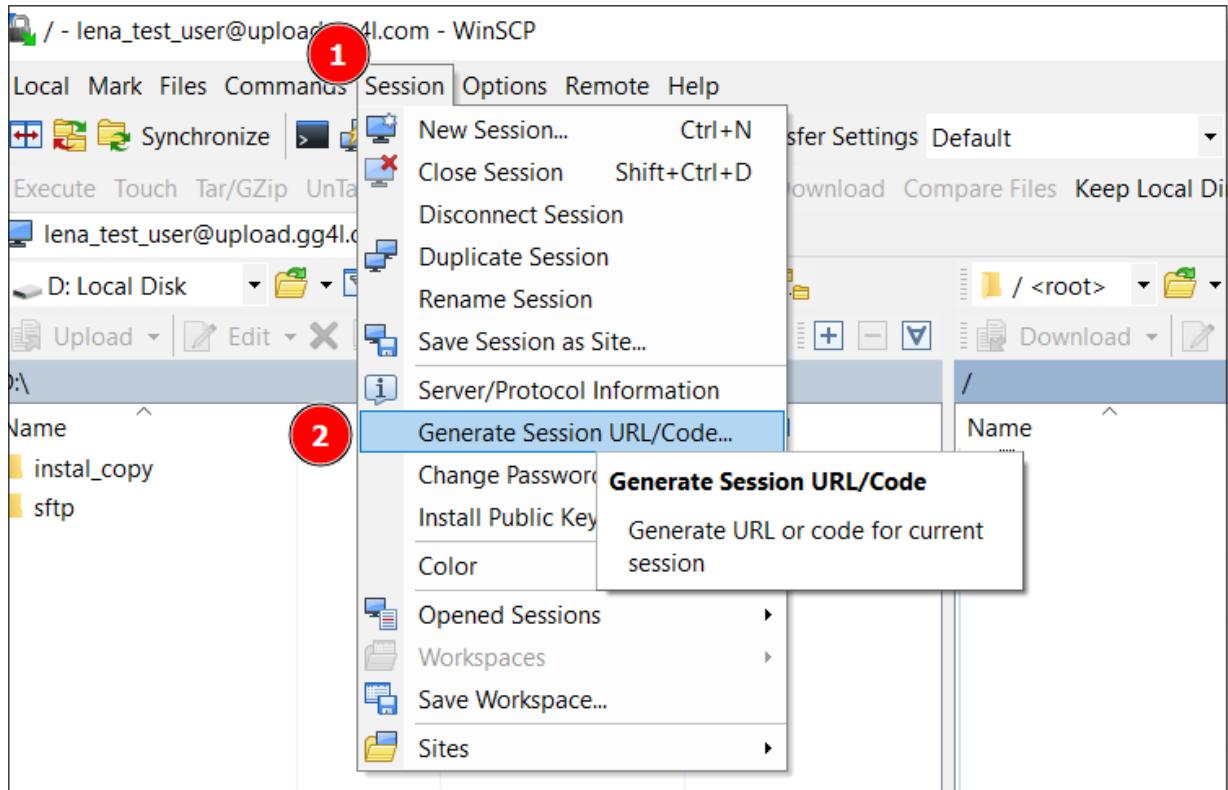 / - lena_test_user@upload.gg4l.com - WinSCP
1
Local Mark Files Commands Session Options Remote Help
Synchronize
New Session... Ctrl+N
sfer Settings Default
Close Session Shift+Ctrl+D
Execute Touch Tar/GZip UnTa
ownload Compare Files Keep Local Di
Disconnect Session
lena_test_user@upload.gg4l.c
Duplicate Session
D: Local Disk
/ <root>
Rename Session
Upload Edit
Save Session as Site...
Download
Server/Protocol Information
D:\
/
Name
2
Generate Session URL/Code...
Name
instal_copy
Change Password
Generate Session URL/Code
sftp
Install Public Key
Generate URL or code for current
session
Color
Opened Sessions
Workspaces
Save Workspace...
Sites